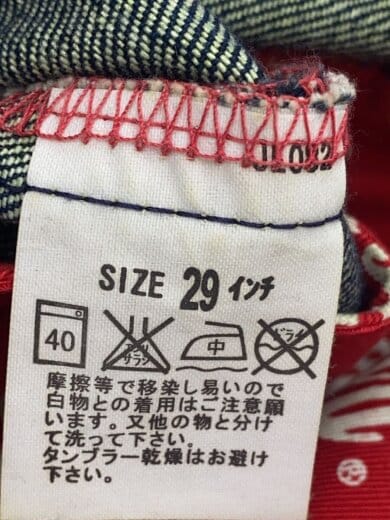 SIZE 29 インチ
40 エンソ サラシ 中 ドライ
摩擦等で移染し易いので
白物との着用はご注意願
います。又他の物と分け
て洗って下さい。
タンブラー乾燥はお避け
下さい。
®